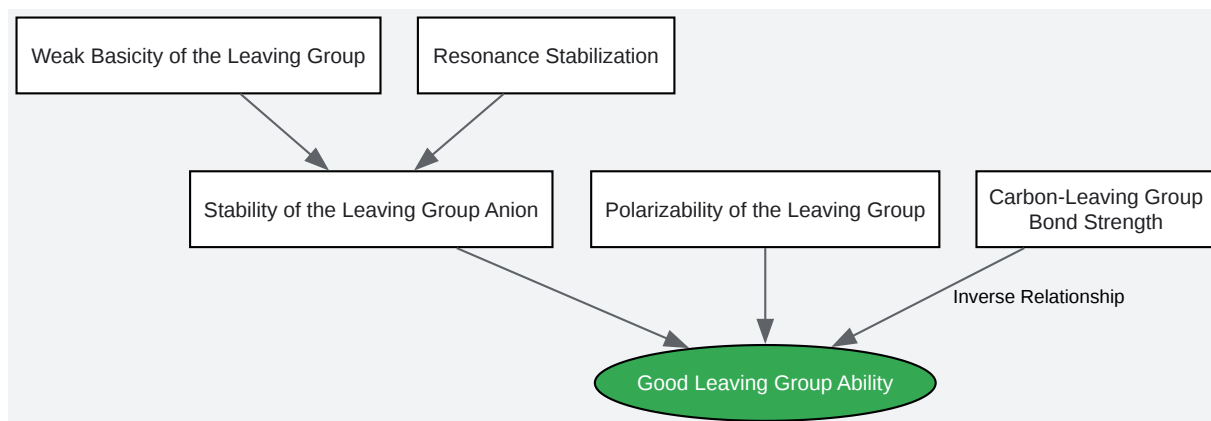 Weak Basicity of the Leaving Group
Resonance Stabilization
Stability of the Leaving Group Anion
Polarizability of the Leaving Group
Carbon-Leaving Group
Bond Strength
Inverse Relationship
Good Leaving Group Ability